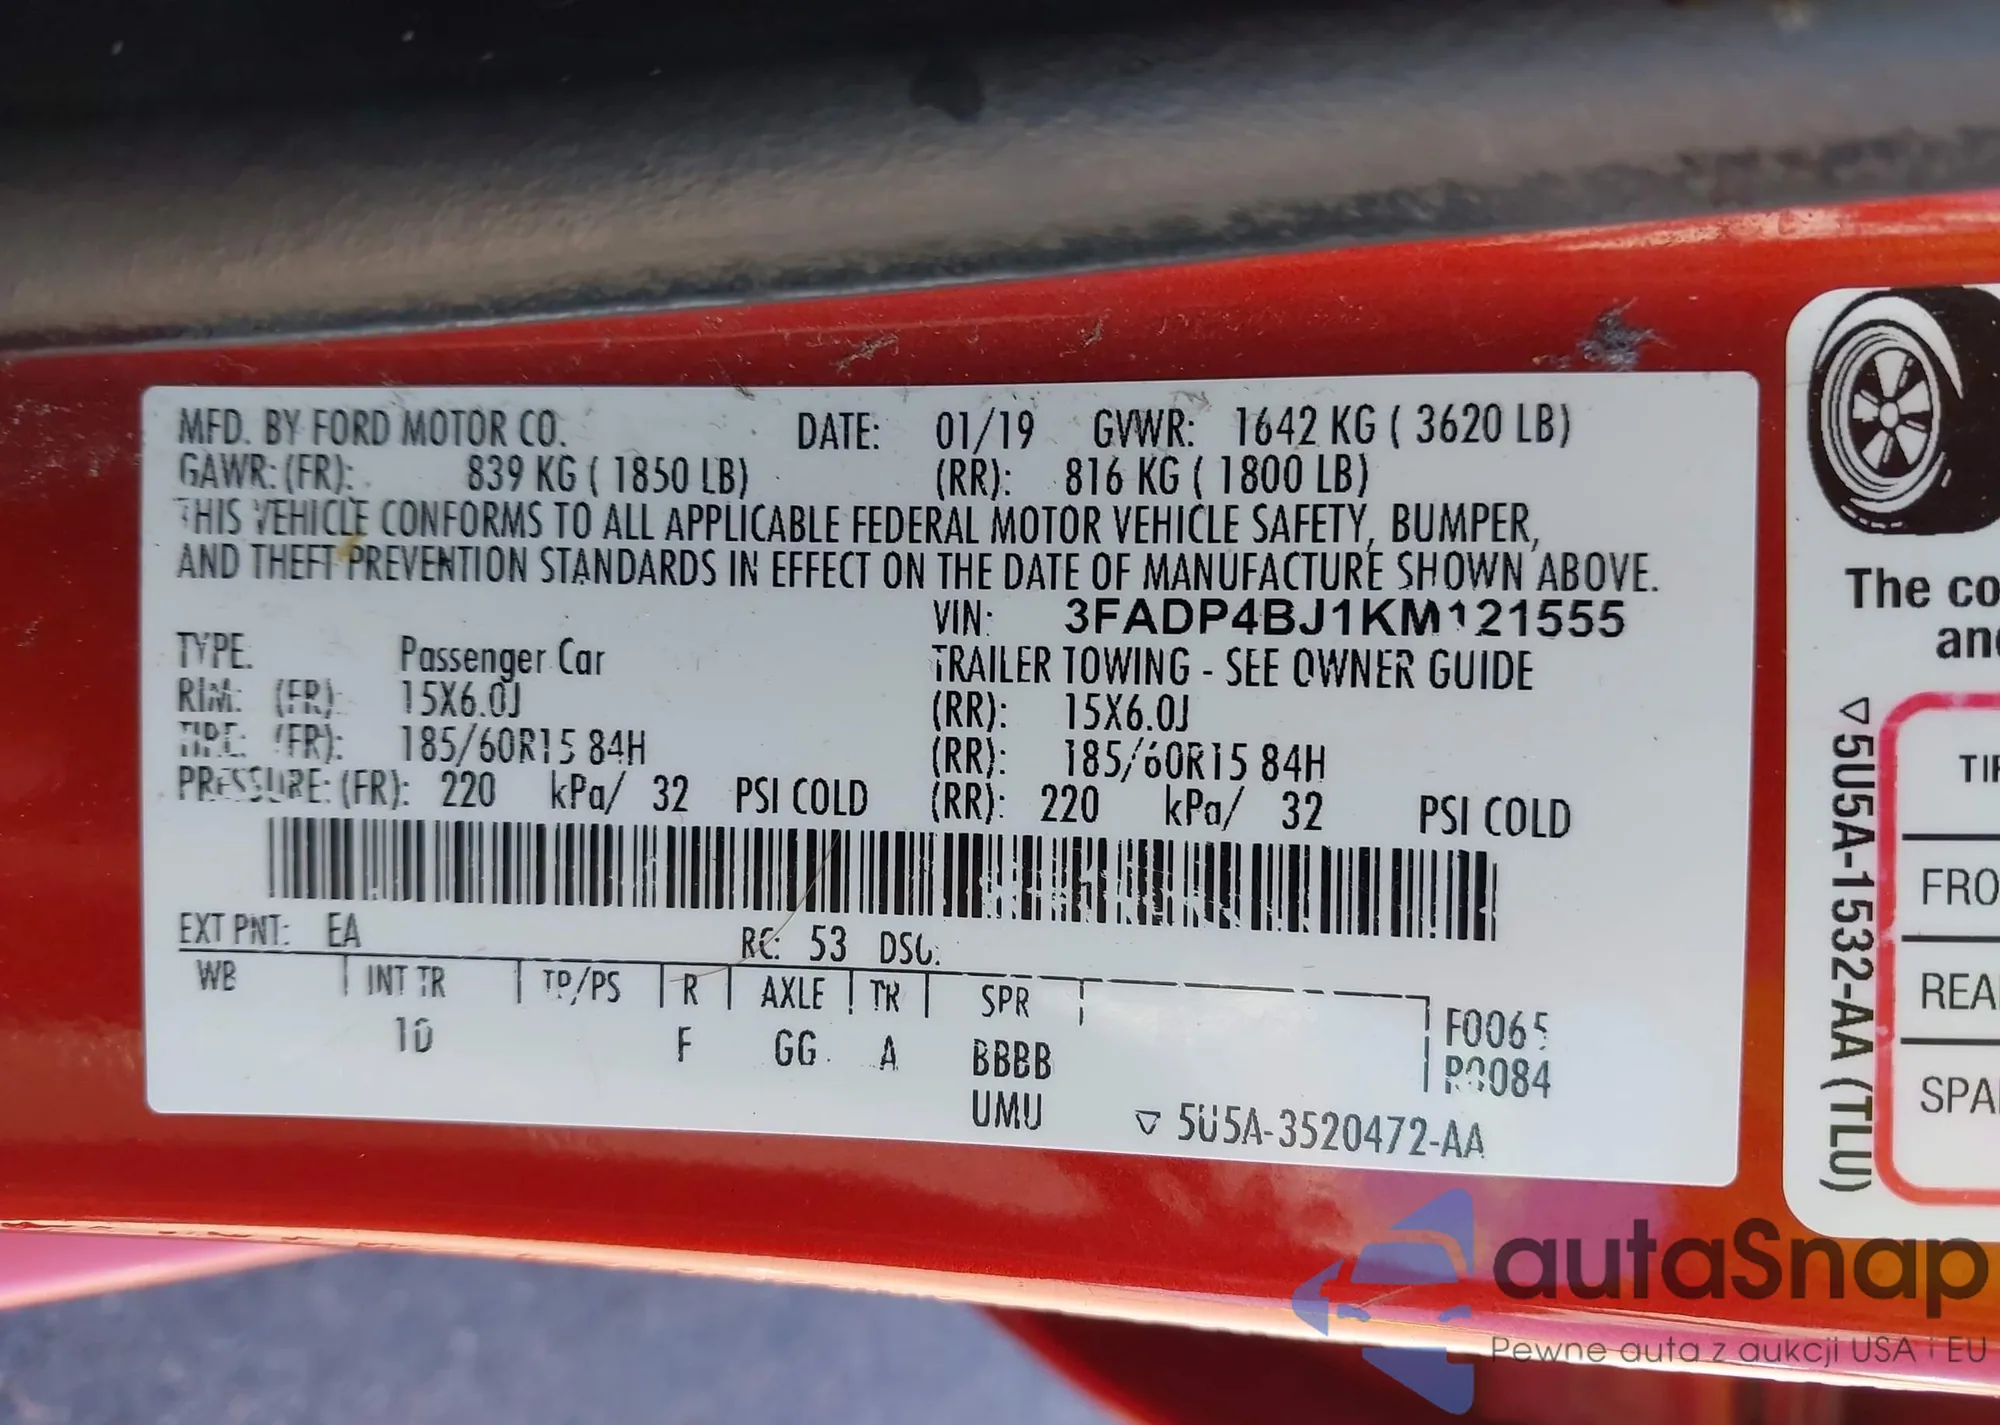 MFD. BY FORD MOTOR CO. DATE: 01/19 GVWR: 1642 KG ( 3620 LB)
GAWR: (FR): 839 KG ( 1850 LB) (RR): 816 KG ( 1800 LB)
THIS VEHICLE CONFORMS TO ALL APPLICABLE FEDERAL MOTOR VEHICLE SAFETY, BUMPER,
AND THEFT PREVENTION STANDARDS IN EFFECT ON THE DATE OF MANUFACTURE SHOWN ABOVE.
VIN: 3FADP4BJ1KM121555
TYPE: Passenger Car TRAILER TOWING - SEE OWNER GUIDE
RIM: (FR): 15X6.0J (RR): 15X6.0J
TIRE: (FR): 185/60R15 84H (RR): 185/60R15 84H
PRESSURE: (FR): 220 kPa/ 32 PSI COLD (RR): 220 kPa/ 32 PSI COLD
EXT PNT: EA RC: 53 DSO:
WB INT TR TP/PS R AXLE TR SPR
10 F GG A BBBB
UMU
F0065
R0084
▽ 5U5A-3520472-AA
The co
and
▽5U5A-1532-AA (TLU)
TIR
FRO
REA
SPA
autaSnap
Pewne auta z aukcji USA i EU